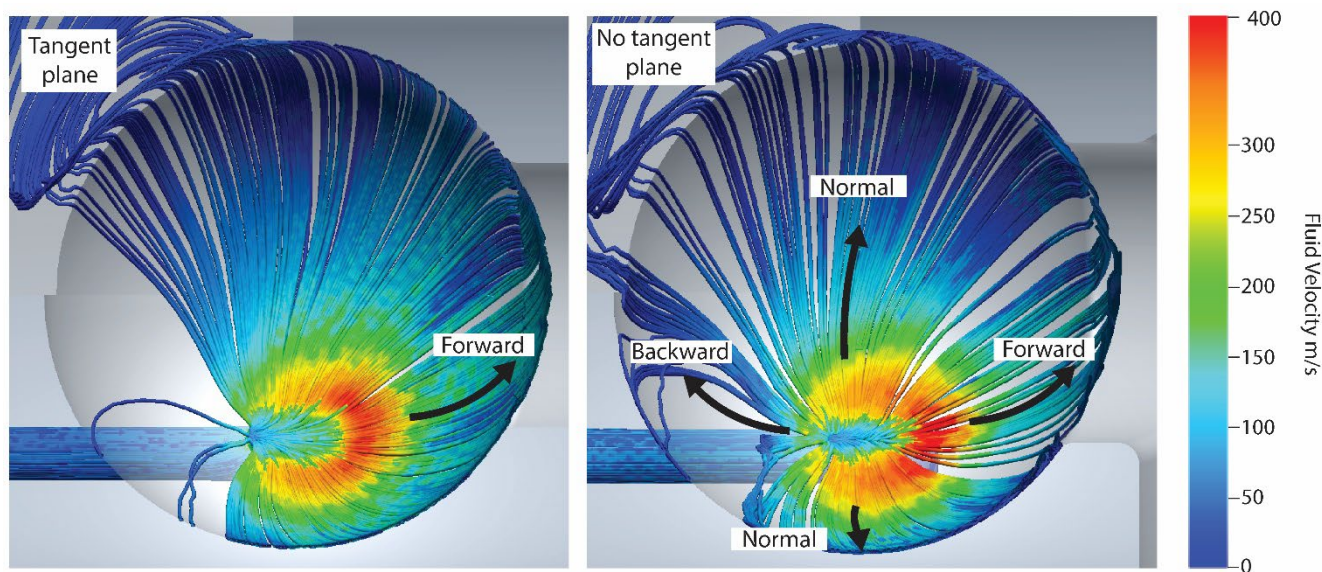 Tangent
plane
Forward
No tangent
plane
Normal
Backward
Forward
Normal
400
300
250
200
150
100
50
0
Fluid Velocity m/s